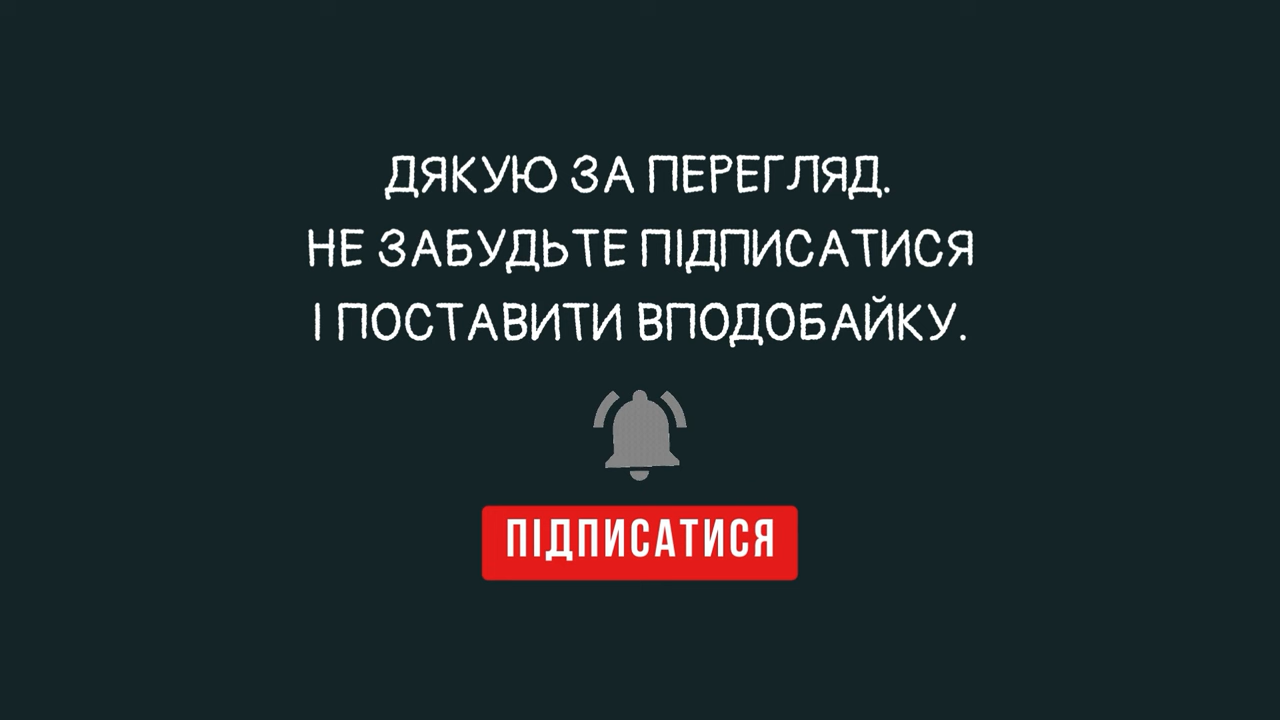 ДЯКУЮ ЗА ПЕРЕГЛЯД.
НЕ ЗАБУДЬТЕ ПІДПИСАТИСЯ
І ПОСТАВИТИ ВПОДОБАЙКУ.
ПІДПИСАТИСЯ